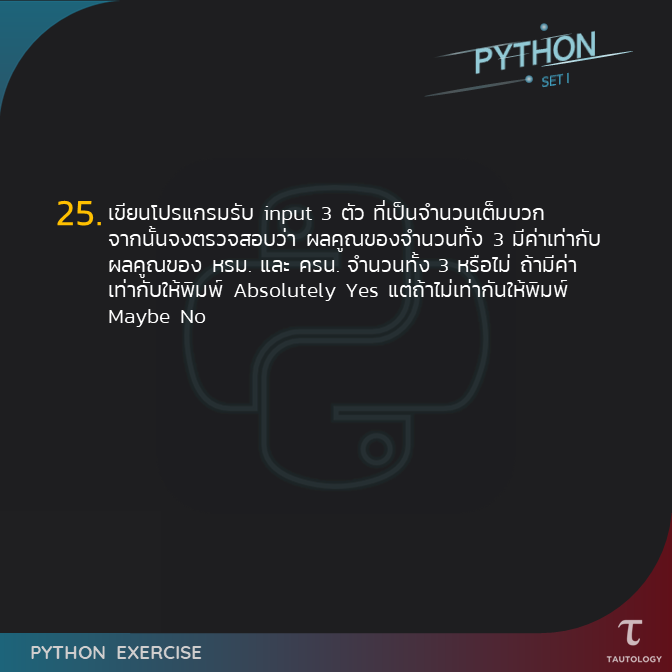 PYTHON
SET I
25. เขียนโปรแกรมรับ input 3 ตัว ที่เป็นจำนวนเต็มบวก
จากนั้นจงตรวจสอบว่า ผลคูณของจำนวนทั้ง 3 มีค่าเท่ากับ
ผลคูณของ หรม. และ ครน. จำนวนทั้ง 3 หรือไม่ ถ้ามีค่า
เท่ากับให้พิมพ์ Absolutely Yes แต่ถ้าไม่เท่ากันให้พิมพ์
Maybe No
PYTHON EXERCISE
τ
TAUTOLOGY